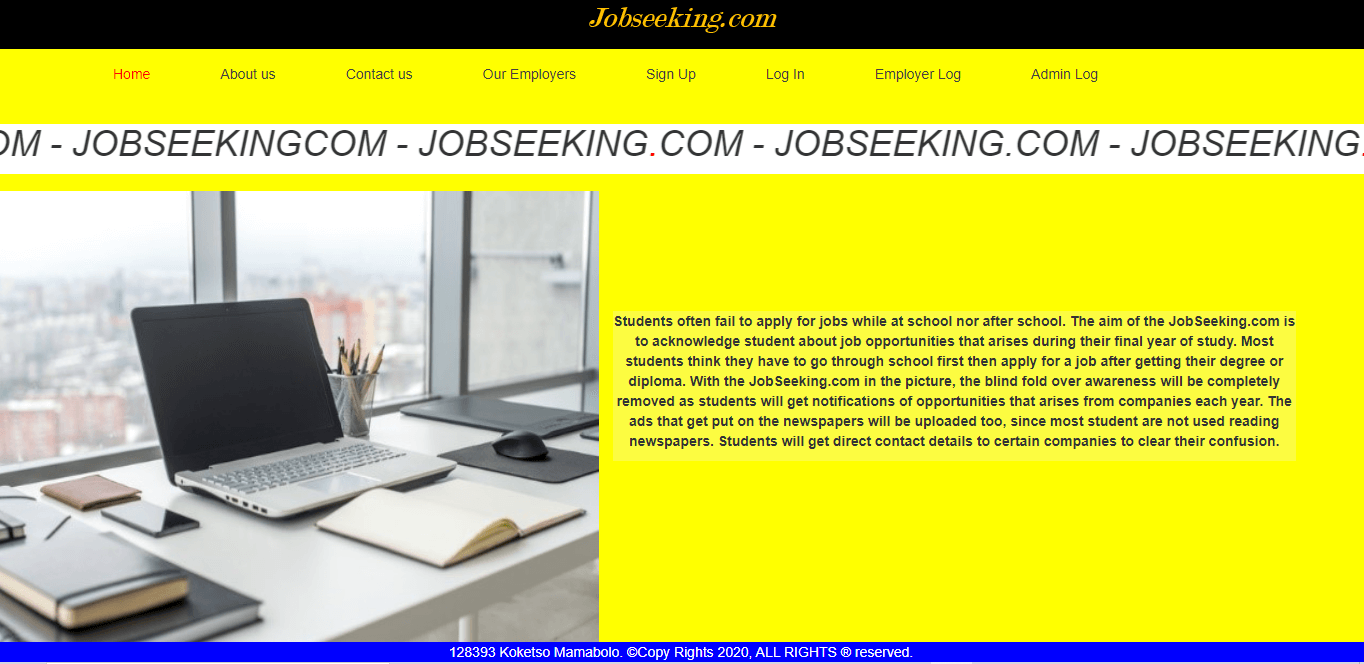 Jobseeking.com
Home About us Contact us Our Employers Sign Up Log In Employer Log Admin Log
OM - JOBSEEKINGCOM - JOBSEEKING.COM - JOBSEEKING.COM - JOBSEEKING.
Students often fail to apply for jobs while at school nor after school. The aim of the JobSeeking.com is
to acknowledge student about job opportunities that arises during their final year of study. Most
students think they have to go through school first then apply for a job after getting their degree or
diploma. With the JobSeeking.com in the picture, the blind fold over awareness will be completely
removed as students will get notifications of opportunities that arises from companies each year. The
ads that get put on the newspapers will be uploaded too, since most student are not used reading
newspapers. Students will get direct contact details to certain companies to clear their confusion.
128393 Koketso Mamabolo. ©Copy Rights 2020, ALL RIGHTS ® reserved.